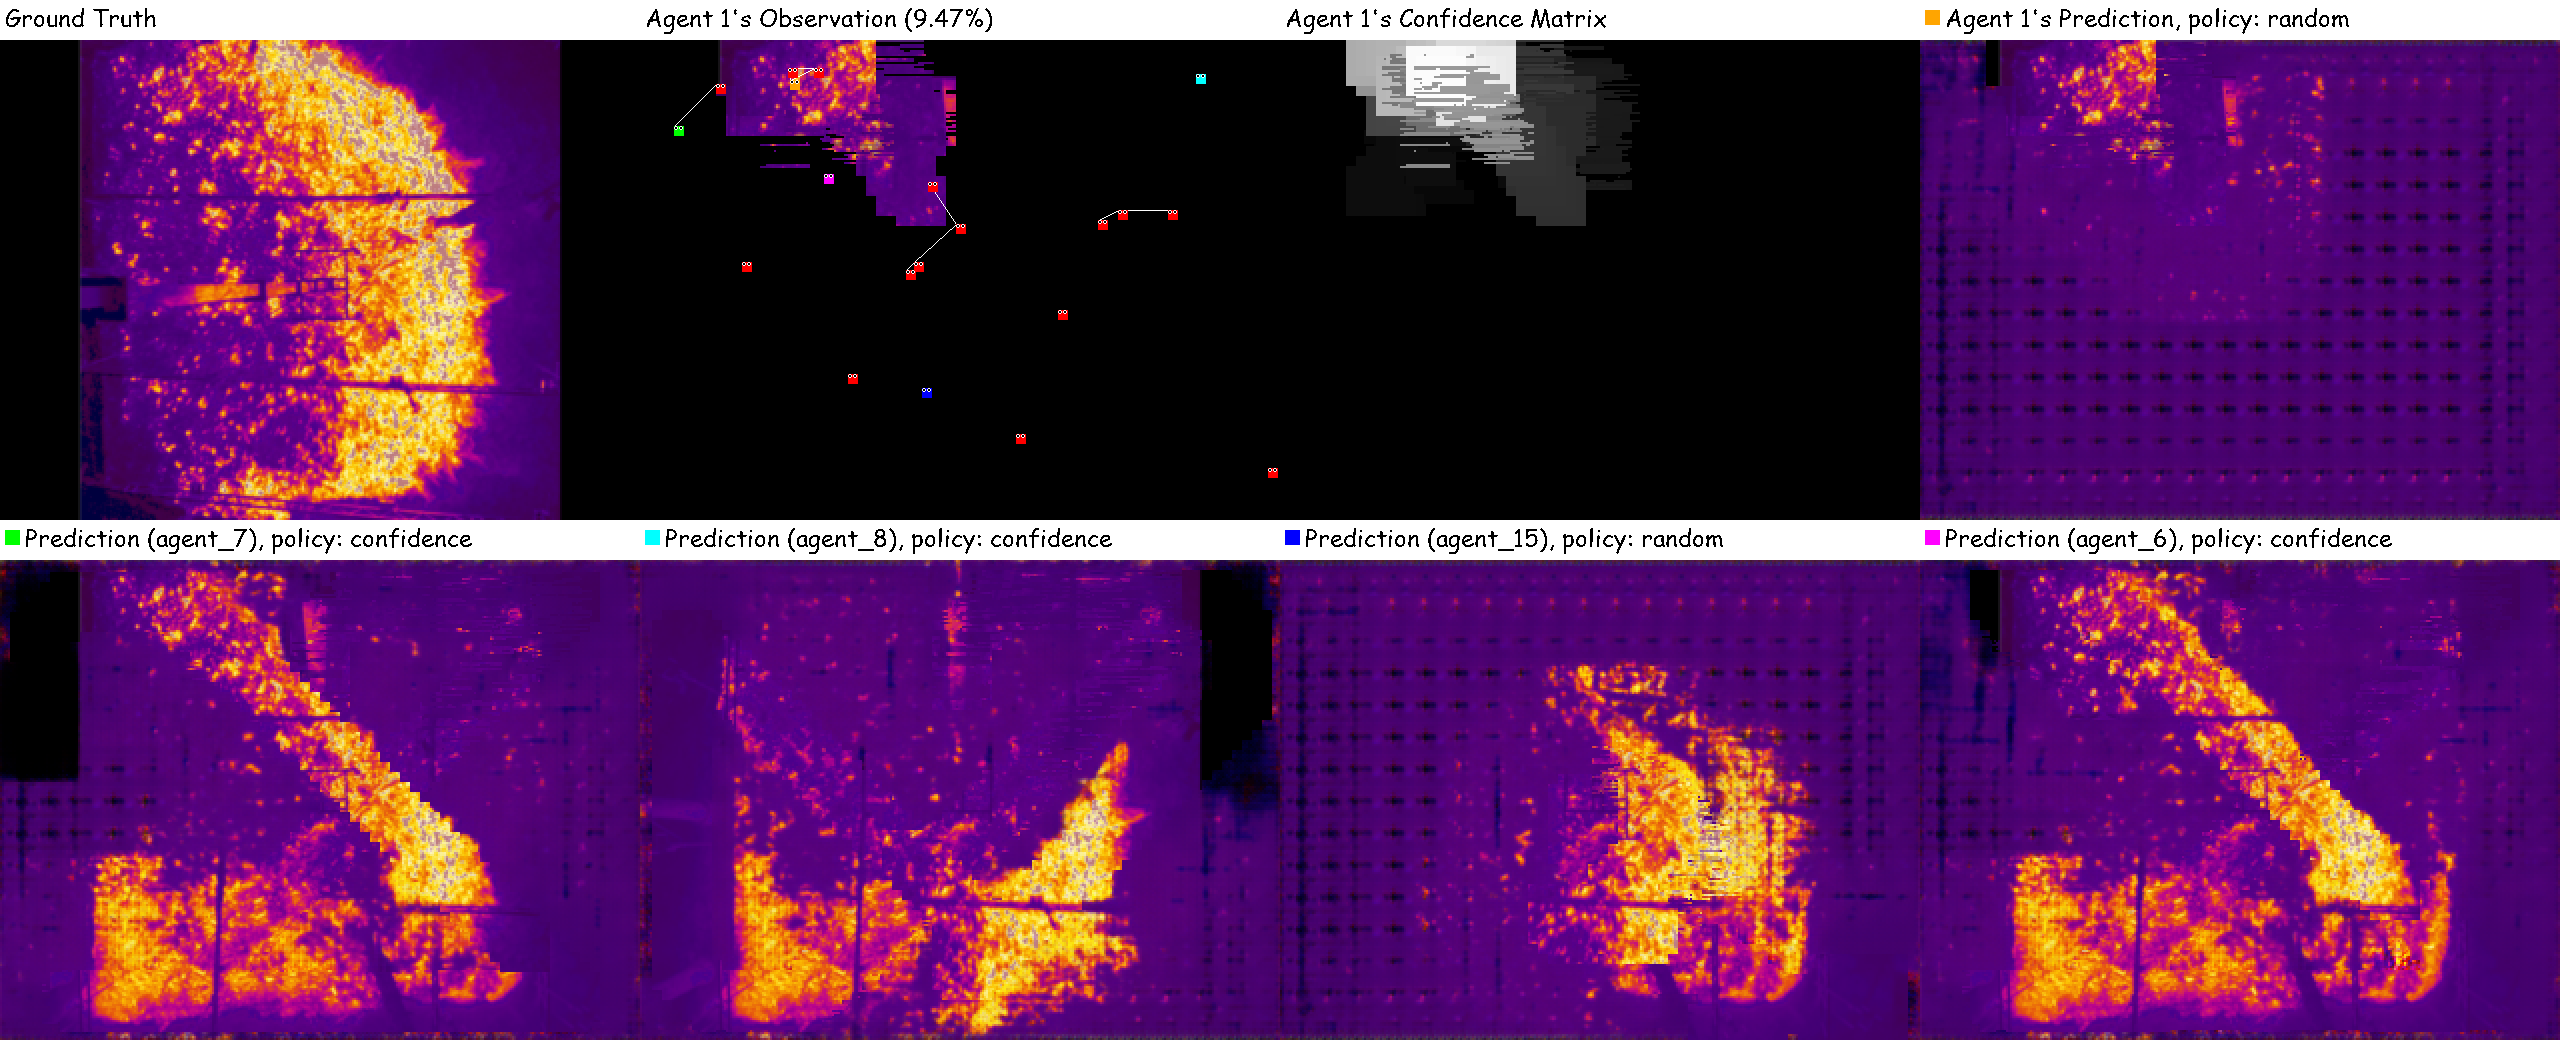 Ground Truth
Agent 1's Observation (9.47%)
Agent 1's Confidence Matrix
Agent 1's Prediction, policy: random
Prediction (agent_7), policy: confidence
Prediction (agent_8), policy: confidence
Prediction (agent_15), policy: random
Prediction (agent_6), policy: confidence